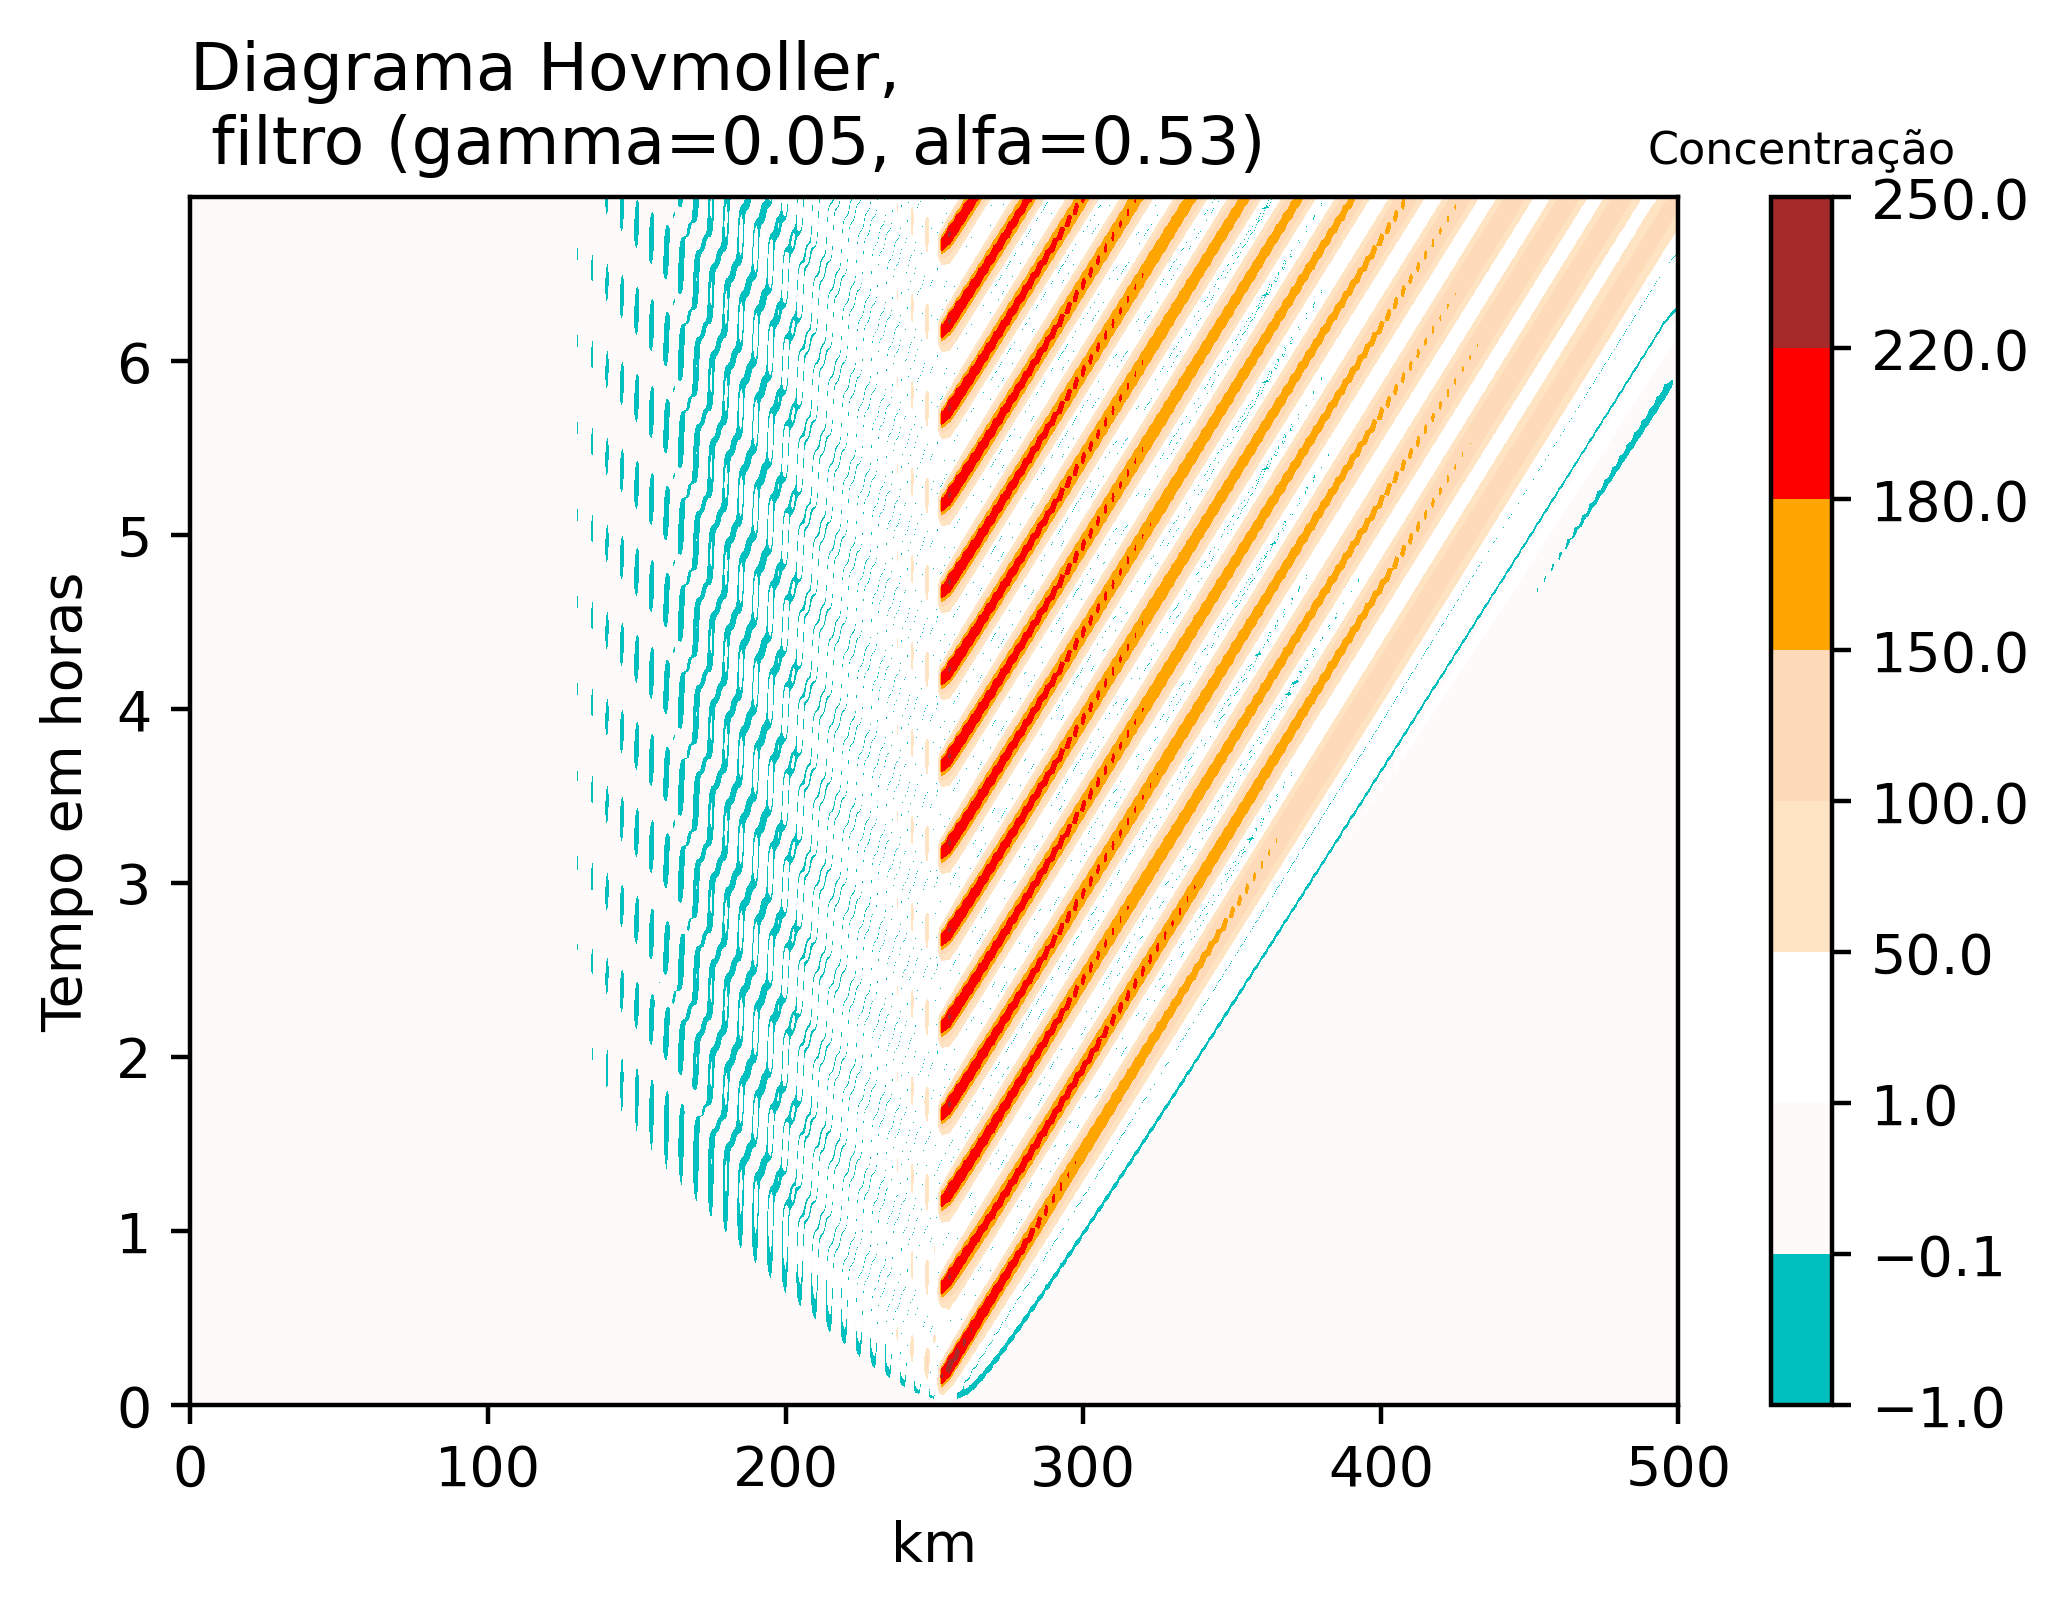 Diagrama Hovmoller,
filtro (gamma=0.05, alfa=0.53)
Concentração
250.0
220.0
180.0
150.0
100.0
50.0
1.0
−0.1
−1.0
Tempo em horas
6
5
4
3
2
1
0
0 100 200 300 400 500
km